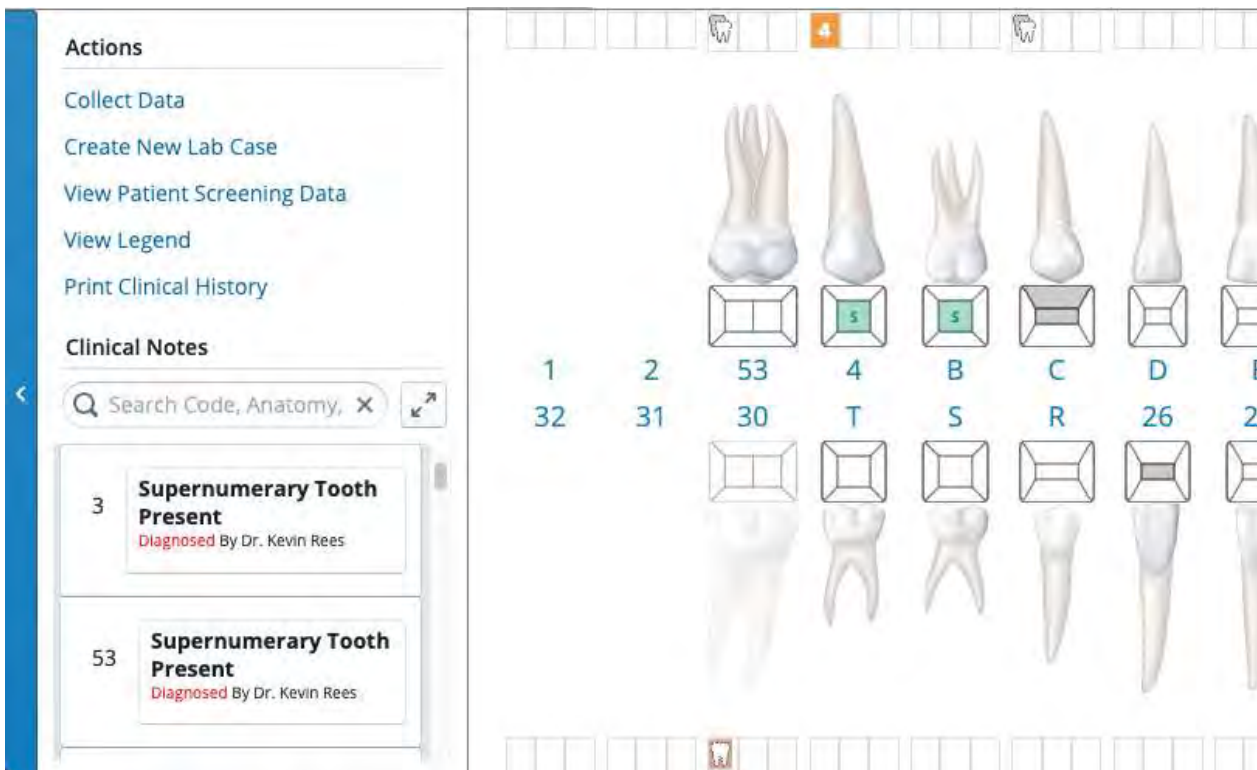 Actions
Collect Data
Create New Lab Case
View Patient Screening Data
View Legend
Print Clinical History
Clinical Notes
Search Code, Anatomy,
3
Supernumerary Tooth
Present
Diagnosed By Dr. Kevin Rees
53
Supernumerary Tooth
Present
Diagnosed By Dr. Kevin Rees
4
S S
1 2 53 4 B C D
32 31 30 T S R 26